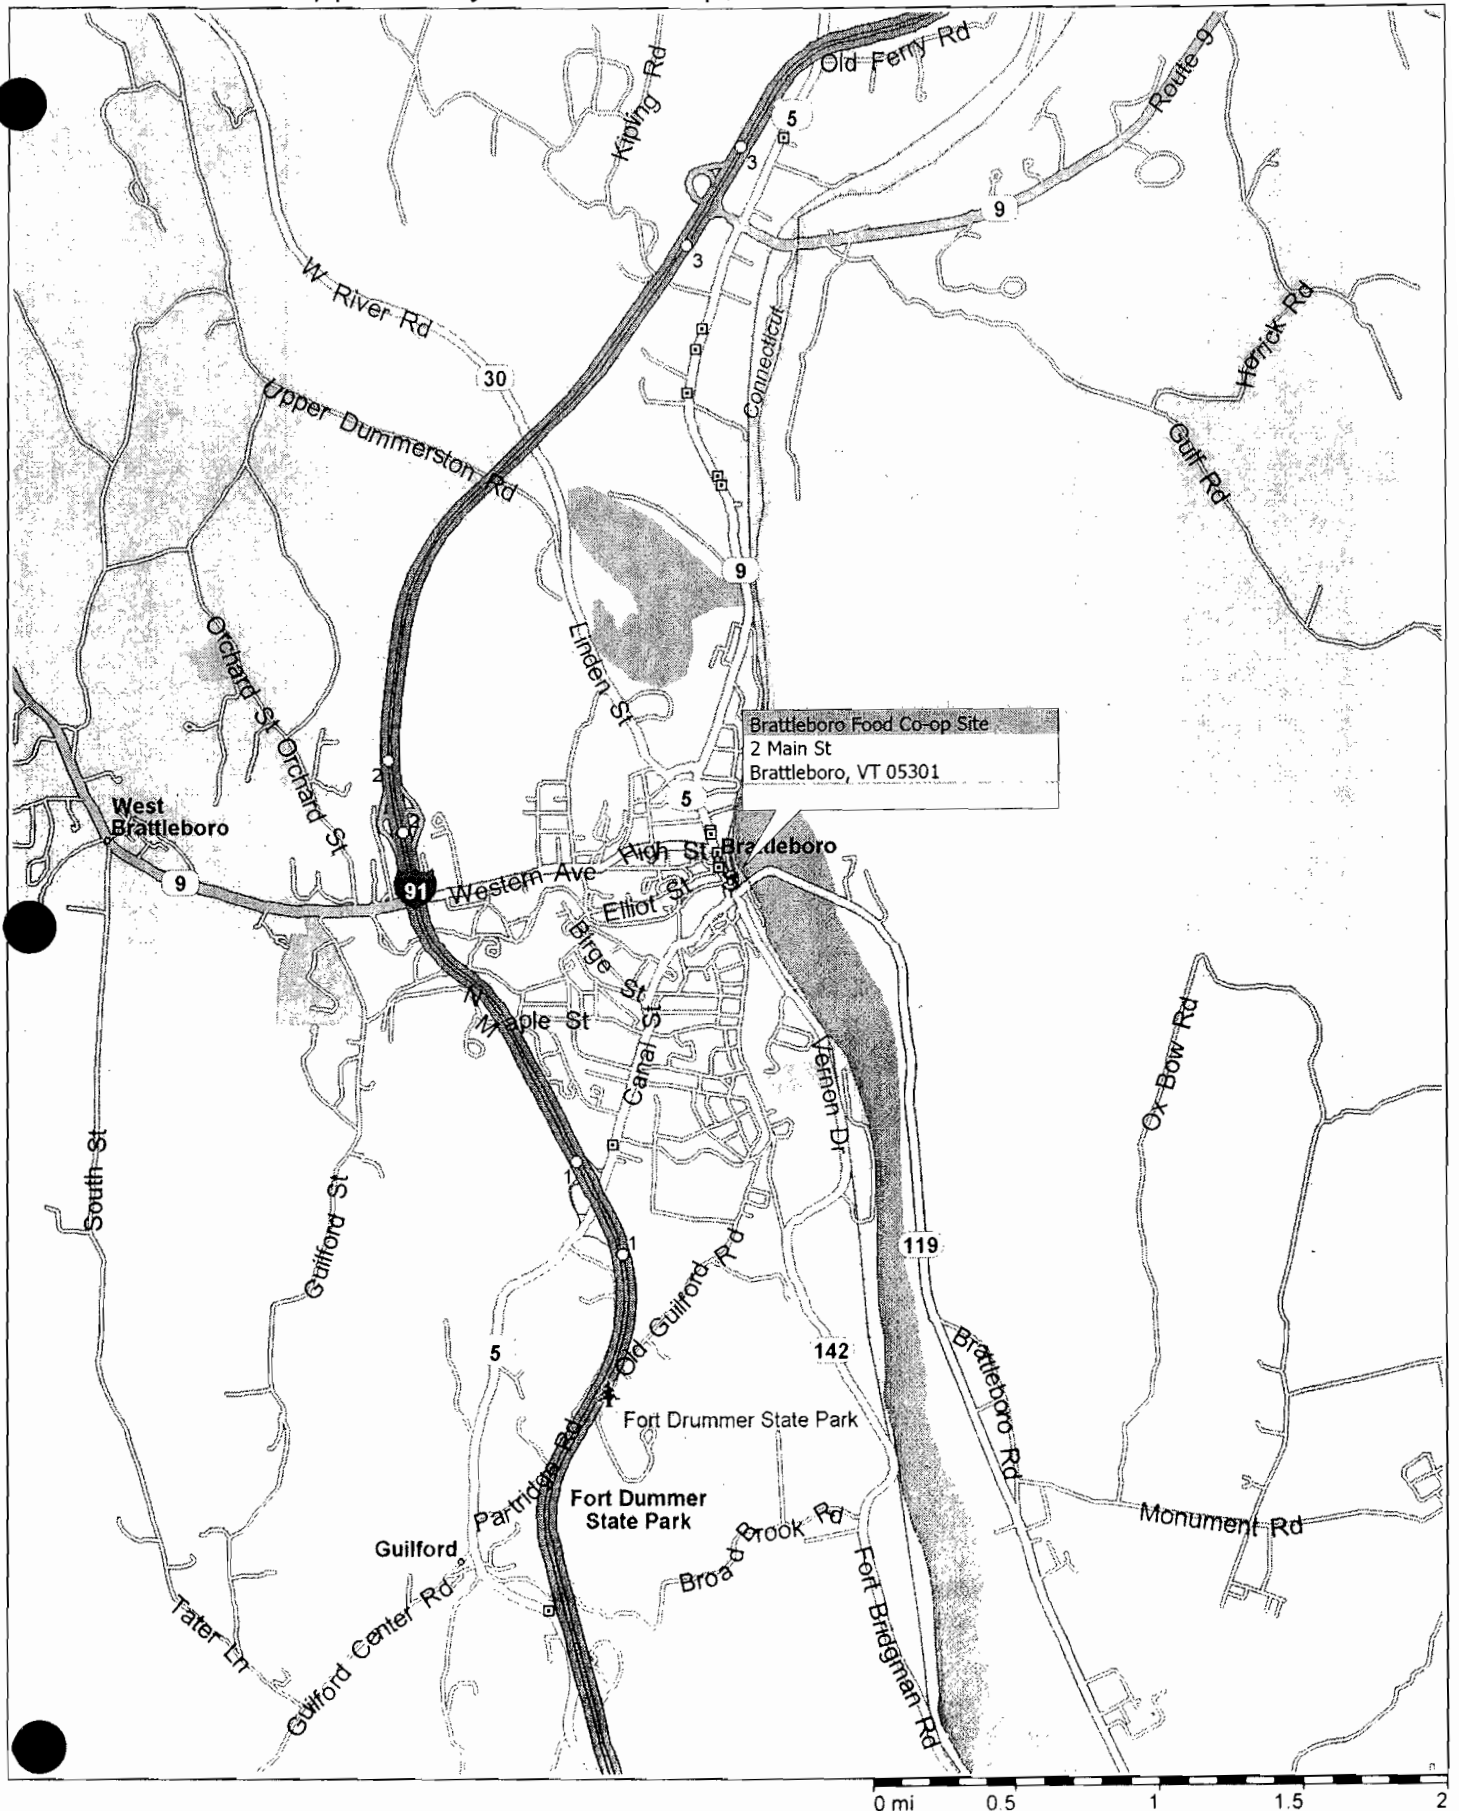 Old Ferry Rd
Kipling Rd
Route 9
5
3
9
3
W River Rd
Connecticut
Herrick Rd
30
Upper Dummerston Rd
Gulf Rd
9
Orchard St
Linden St
Brattleboro Food Co-op Site
2 Main St
Brattleboro, VT 05301
Orchard St
2
5
West
Brattleboro
2
High St
Brattleboro
9
91
Western Ave
Elliot St
Birge St
N Maple St
Canal St
Vernon Dr
Ox Bow Rd
South St
Guilford St
1
1
119
Old Guilford Rd
5
142
Brattleboro Rd
Fort Drummer State Park
Partridge Rd
Fort Dummer
State Park
Monument Rd
Broad Brook Rd
Guilford
Fort Bridgman Rd
Tater Ln
Guilford Center Rd
0 mi 0.5 1 1.5 2